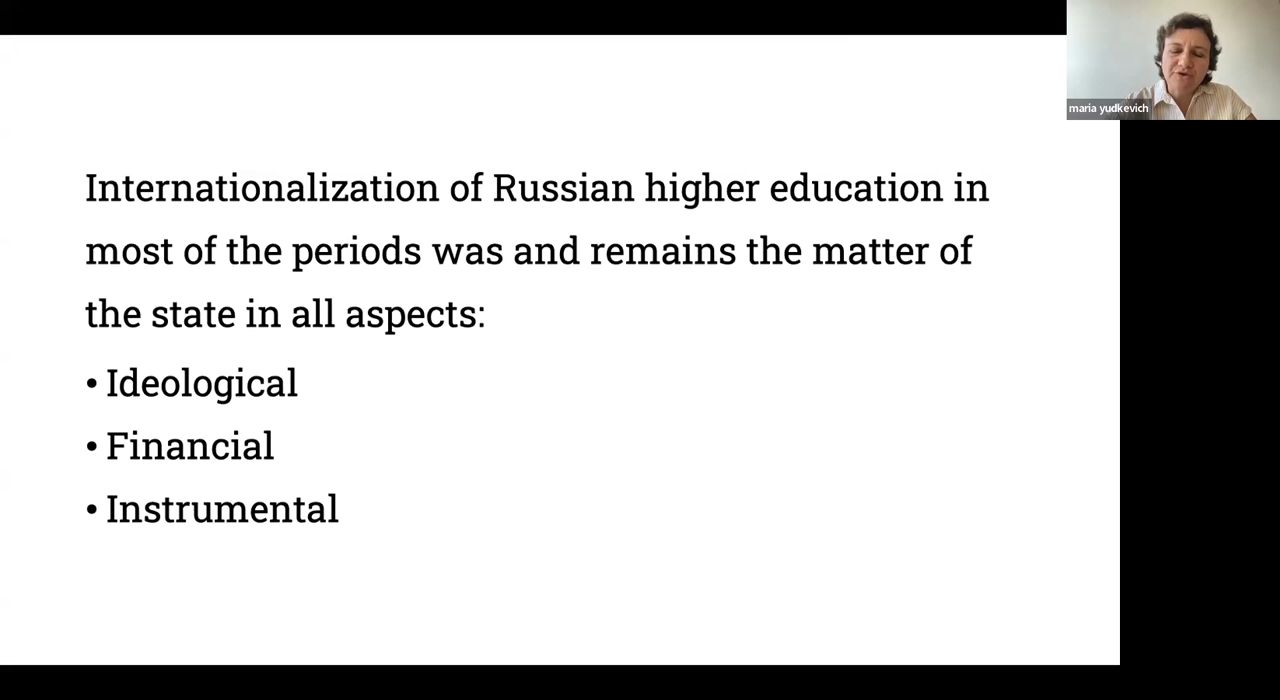 maria yudkevich
Internationalization of Russian higher education in
most of the periods was and remains the matter of
the state in all aspects:
• Ideological
• Financial
• Instrumental